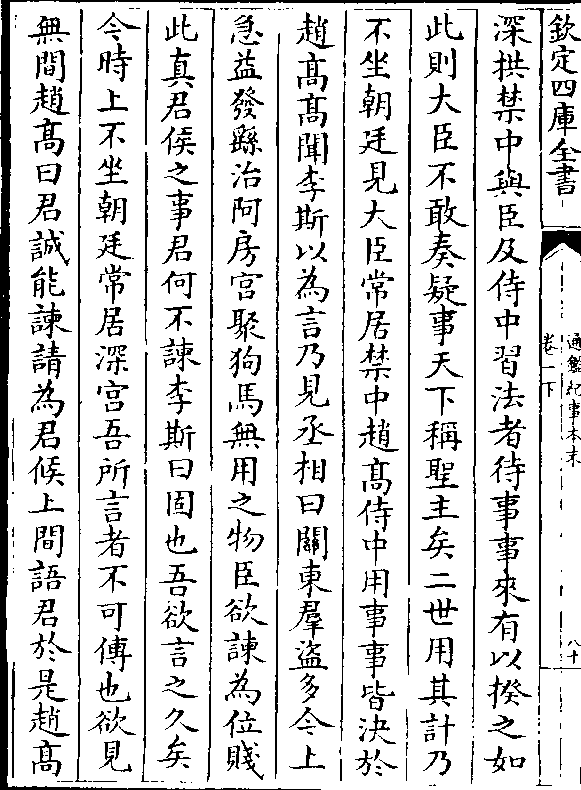 欽定四庫全書
通鑑紀事本末
卷一下
八十
深拱禁中與臣及侍中習法者待事事來有以揆之如
此則大臣不敢奏疑事天下稱聖主矣二世用其計乃
不坐朝廷見大臣常居禁中趙髙侍中用事事皆決於
趙髙髙聞李斯以為言乃見丞相曰關東羣盜多今上
急益發繇治阿房宫聚狗馬無用之物臣欲諫為位賤
此真君侯之事君何不諫李斯曰固也吾欲言之久矣
今時上不坐朝廷常居深宫吾所言者不可傳也欲見
無間趙髙曰君誠能諫請為君候上間語君於是趙髙